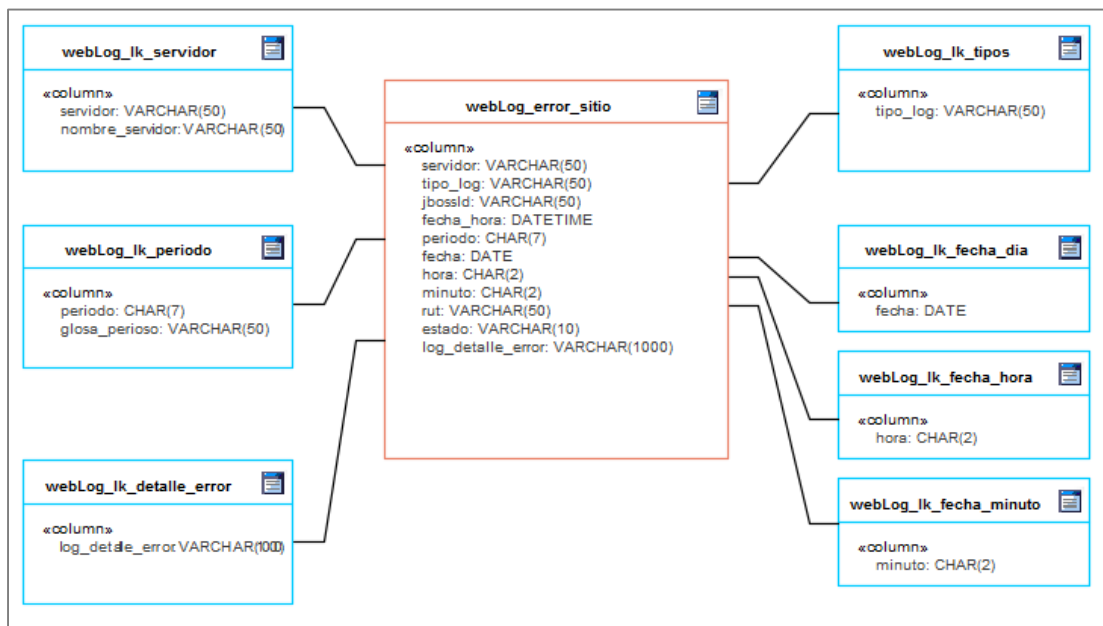 webLog_lk_servidor
«column»
servidor: VARCHAR(50)
nombre_servidor: VARCHAR(50)
webLog_lk_periodo
«column»
periodo: CHAR(7)
glosa_perioso: VARCHAR(50)
webLog_lk_detalle_error
«column»
log_detalle_error: VARCHAR(1000)
webLog_error_sitio
«column»
servidor: VARCHAR(50)
tipo_log: VARCHAR(50)
jbossId: VARCHAR(50)
fecha_hora: DATETIME
periodo: CHAR(7)
fecha: DATE
hora: CHAR(2)
minuto: CHAR(2)
rut: VARCHAR(50)
estado: VARCHAR(10)
log_detalle_error: VARCHAR(1000)
webLog_lk_tipos
«column»
tipo_log: VARCHAR(50)
webLog_lk_fecha_dia
«column»
fecha: DATE
webLog_lk_fecha_hora
«column»
hora: CHAR(2)
webLog_lk_fecha_minuto
«column»
minuto: CHAR(2)